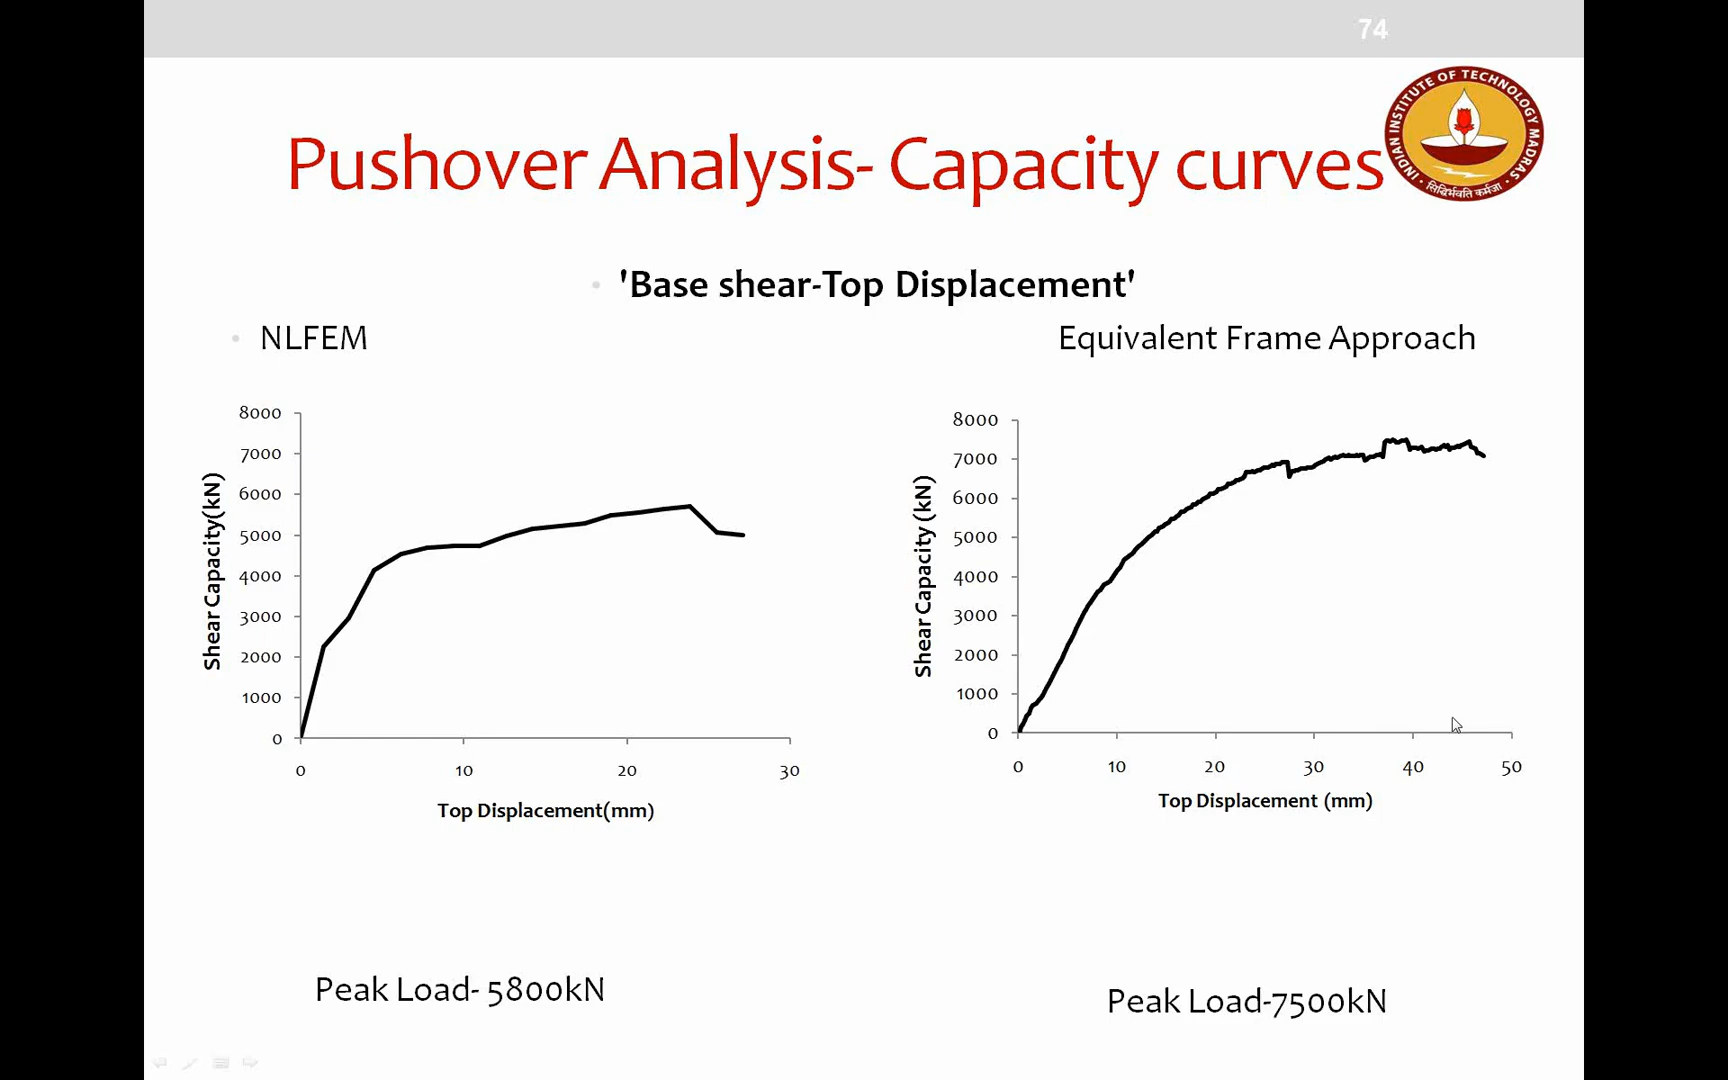 74
INDIAN INSTITUTE OF TECHNOLOGY MADRAS
सिद्धिर्भवति कर्मजा
Pushover Analysis- Capacity curves
'Base shear-Top Displacement'
NLFEM
Equivalent Frame Approach
Shear Capacity(kN)
8000
7000
6000
5000
4000
3000
2000
1000
0
0 10 20 30
Top Displacement(mm)
Shear Capacity (kN)
8000
7000
6000
5000
4000
3000
2000
1000
0
0 10 20 30 40 50
Top Displacement (mm)
Peak Load- 5800kN
Peak Load-7500kN